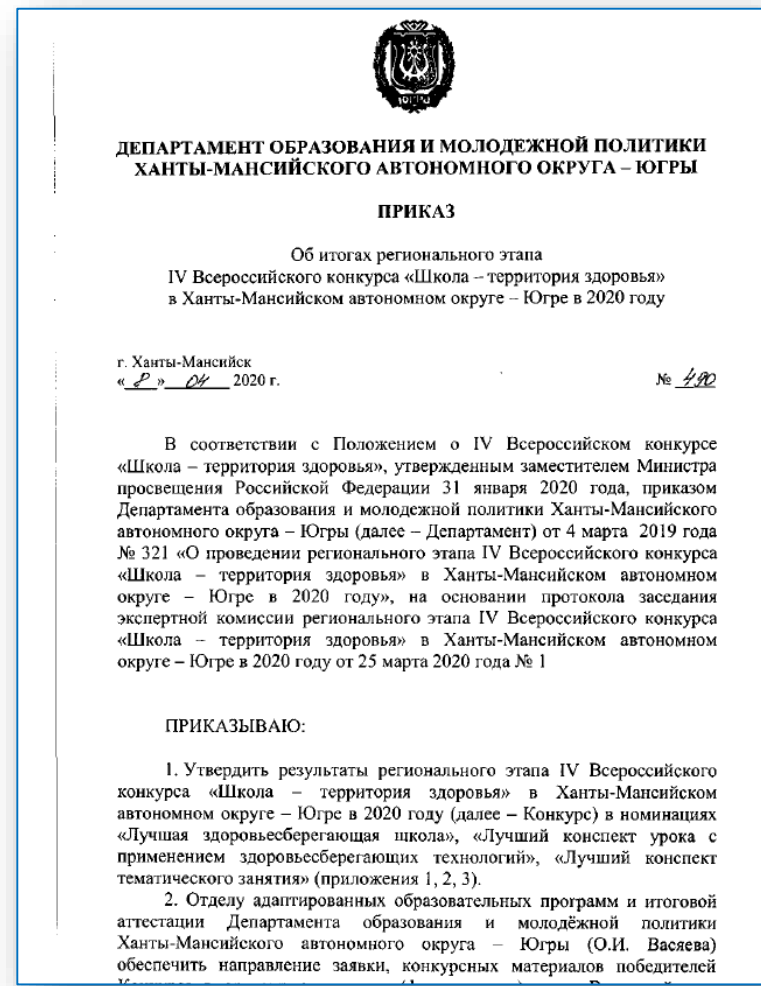 ЮГРА
ДЕПАРТАМЕНТ ОБРАЗОВАНИЯ И МОЛОДЕЖНОЙ ПОЛИТИКИ
ХАНТЫ-МАНСИЙСКОГО АВТОНОМНОГО ОКРУГА – ЮГРЫ
ПРИКАЗ
Об итогах регионального этапа
IV Всероссийского конкурса «Школа – территория здоровья»
в Ханты-Мансийском автономном округе – Югре в 2020 году
г. Ханты-Мансийск
« 8 » 04 2020 г. № 490
В соответствии с Положением о IV Всероссийском конкурсе
«Школа – территория здоровья», утвержденным заместителем Министра
просвещения Российской Федерации 31 января 2020 года, приказом
Департамента образования и молодежной политики Ханты-Мансийского
автономного округа – Югры (далее – Департамент) от 4 марта 2019 года
№ 321 «О проведении регионального этапа IV Всероссийского конкурса
«Школа – территория здоровья» в Ханты-Мансийском автономном
округе – Югре в 2020 году», на основании протокола заседания
экспертной комиссии регионального этапа IV Всероссийского конкурса
«Школа – территория здоровья» в Ханты-Мансийском автономном
округе – Югре в 2020 году от 25 марта 2020 года № 1
ПРИКАЗЫВАЮ:
1. Утвердить результаты регионального этапа IV Всероссийского
конкурса «Школа – территория здоровья» в Ханты-Мансийском
автономном округе – Югре в 2020 году (далее – Конкурс) в номинациях
«Лучшая здоровьесберегающая школа», «Лучший конспект урока с
применением здоровьесберегающих технологий», «Лучший конспект
тематического занятия» (приложения 1, 2, 3).
2. Отделу адаптированных образовательных программ и итоговой
аттестации Департамента образования и молодёжной политики
Ханты-Мансийского автономного округа – Югры (О.И. Васяева)
обеспечить направление заявки, конкурсных материалов победителей